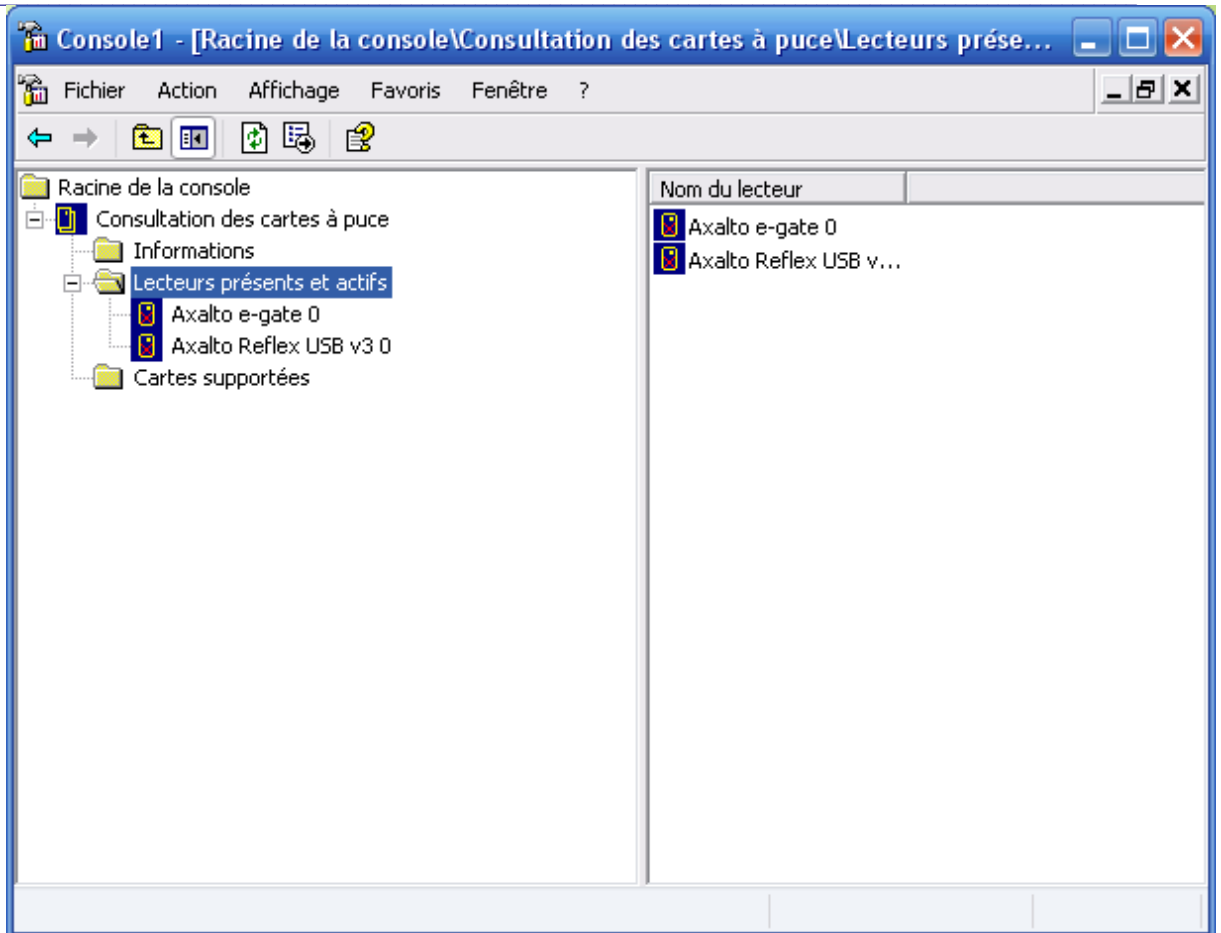 Console1 - [Racine de la console\Consultation des cartes à puce\Lecteurs prése...
Fichier Action Affichage Favoris Fenêtre ?
Racine de la console
Consultation des cartes à puce
Informations
Lecteurs présents et actifs
Axalto e-gate 0
Axalto Reflex USB v3 0
Cartes supportées
Nom du lecteur
Axalto e-gate 0
Axalto Reflex USB v...